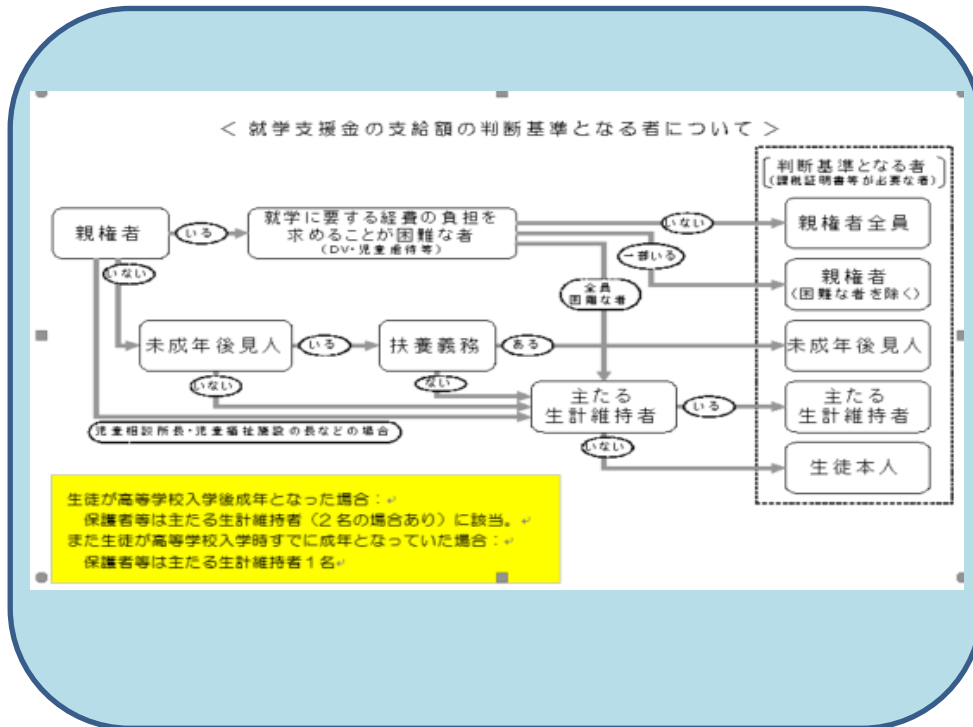 ＜ 就学支援金の支給額の判断基準となる者について ＞
判断基準となる者
（課税証明書等が必要な者）
親権者
いる
就学に要する経費の負担を
求めることが困難な者
（DV・児童虐待等）
いない
親権者全員
一部いる
親権者
（困難な者を除く）
いない
全員
困難な者
未成年後見人
いる
扶養義務
ある
未成年後見人
いない
ない
主たる
生計維持者
いる
主たる
生計維持者
児童相談所長・児童福祉施設の長などの場合
いない
生徒本人
生徒が高等学校入学後成年となった場合：
保護者等は主たる生計維持者（２名の場合あり）に該当。
また生徒が高等学校入学時すでに成年となっていた場合：
保護者等は主たる生計維持者１名